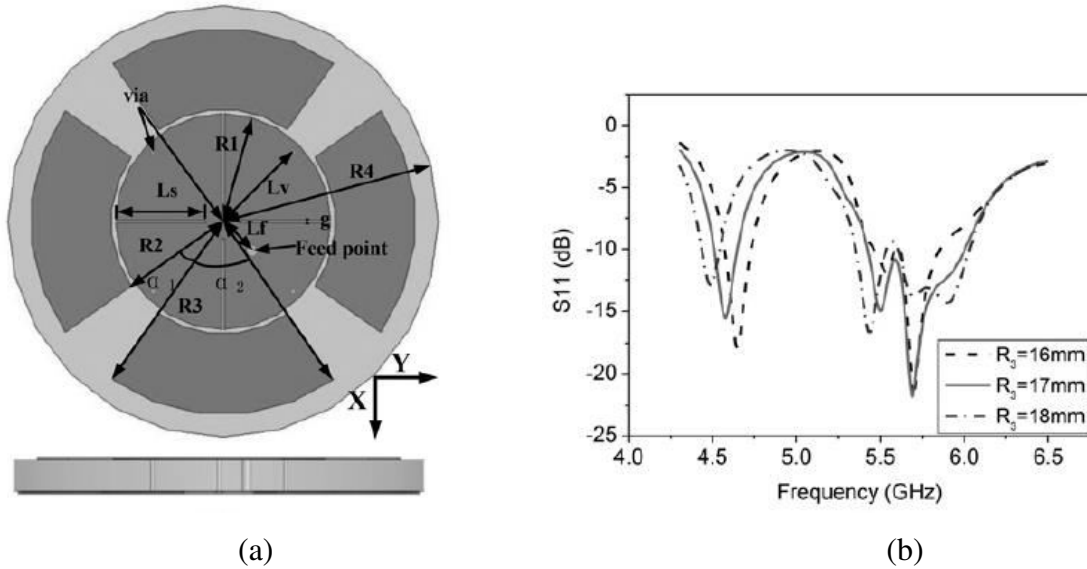 via
R1
R4
Ls
Lv
g
Lf
R2
Feed point
α 1
α 2
R3
Y
X
(a)
0
-5
-10
-15
-20
-25
S11 (dB)
4.0 4.5 5.0 5.5 6.0 6.5
Frequency (GHz)
R3=16mm
R3=17mm
R3=18mm
(b)